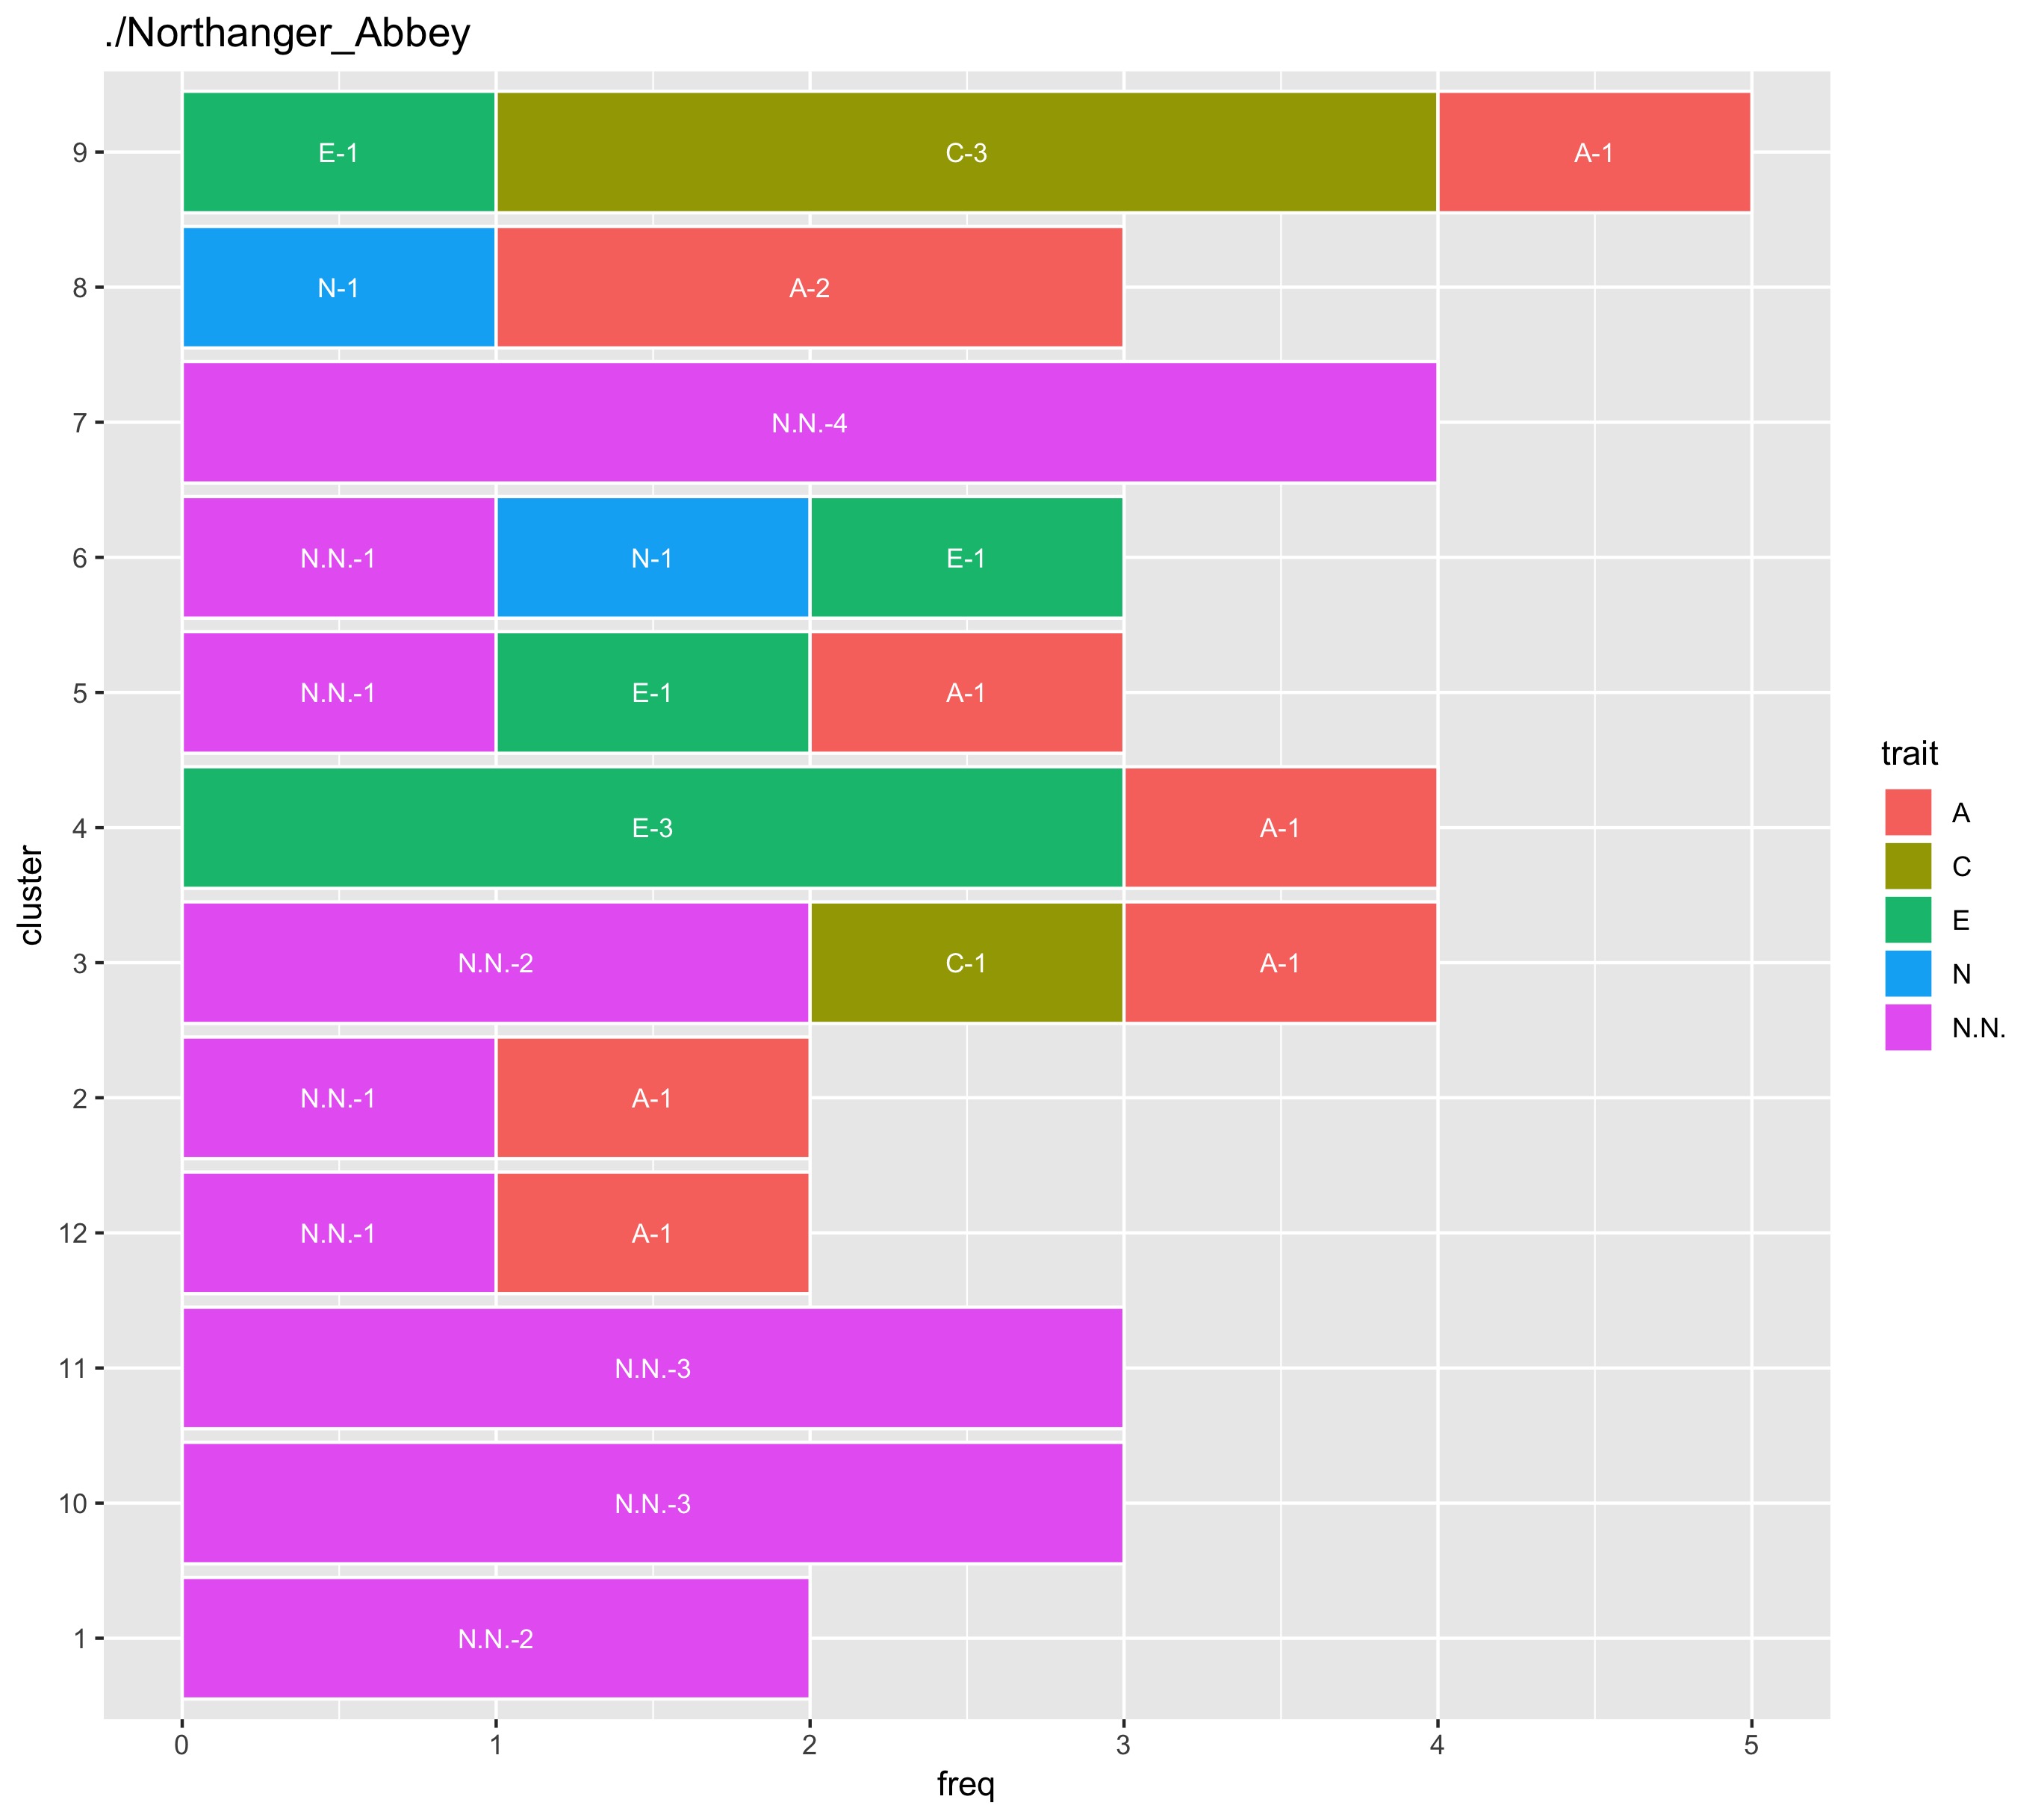 ./Northanger_Abbey
9
E-1 C-3 A-1
8
N-1 A-2
7
N.N.-4
6
N.N.-1 N-1 E-1
5
N.N.-1 E-1 A-1
4
E-3 A-1
3
N.N.-2 C-1 A-1
2
N.N.-1 A-1
12
N.N.-1 A-1
11
N.N.-3
10
N.N.-3
1
N.N.-2
cluster
0 1 2 3 4 5
freq
trait
A
C
E
N
N.N.